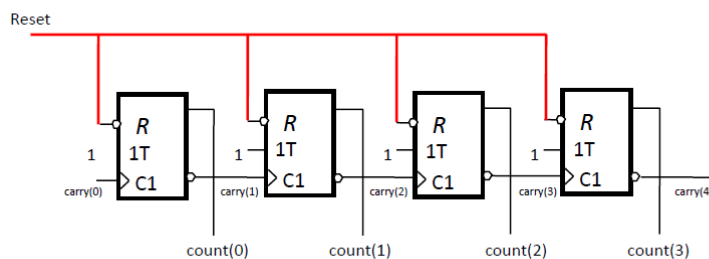 Reset
R R R R
1 1T 1 1T 1 1T 1 1T
C1 C1 C1 C1
carry(0) carry(1) carry(2) carry(3) carry(4)
count(0) count(1) count(2) count(3)